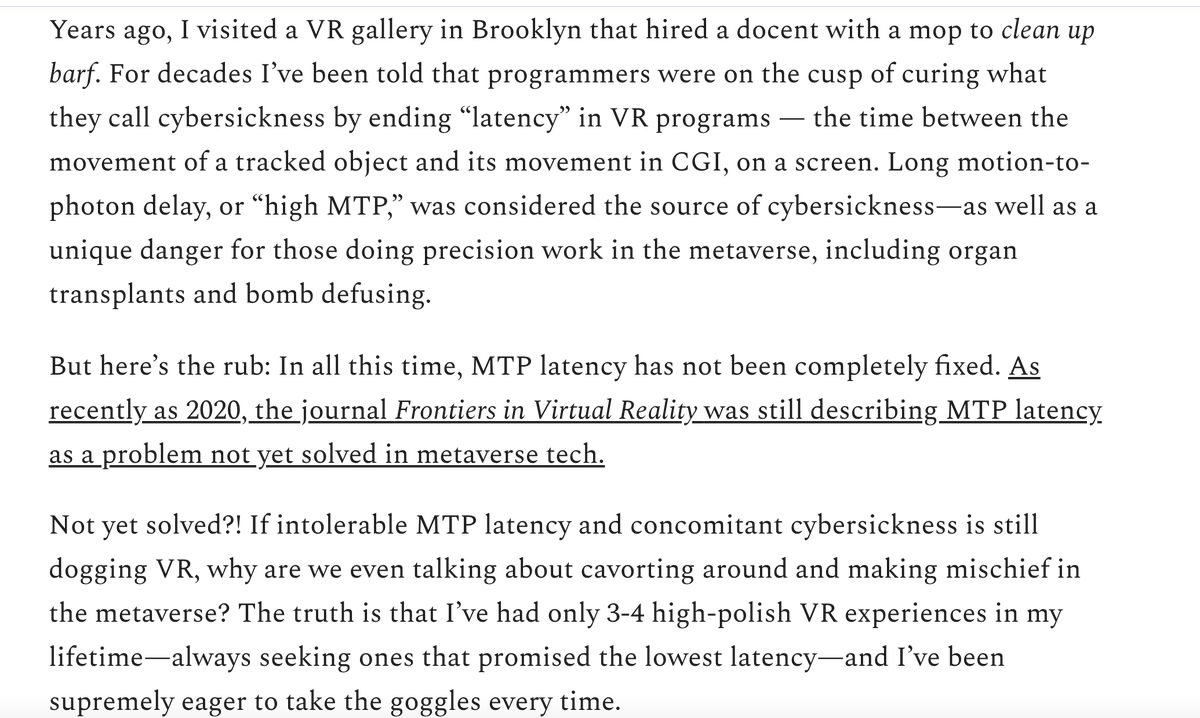 Years ago, I visited a VR gallery in Brooklyn that hired a docent with a mop to clean up
barf. For decades I’ve been told that programmers were on the cusp of curing what
they call cybersickness by ending “latency” in VR programs — the time between the
movement of a tracked object and its movement in CGI, on a screen. Long motion-to-
photon delay, or “high MTP,” was considered the source of cybersickness—as well as a
unique danger for those doing precision work in the metaverse, including organ
transplants and bomb defusing.
But here’s the rub: In all this time, MTP latency has not been completely fixed. As
recently as 2020, the journal Frontiers in Virtual Reality was still describing MTP latency
as a problem not yet solved in metaverse tech.
Not yet solved?! If intolerable MTP latency and concomitant cybersickness is still
dogging VR, why are we even talking about cavorting around and making mischief in
the metaverse? The truth is that I’ve had only 3-4 high-polish VR experiences in my
lifetime—always seeking ones that promised the lowest latency—and I’ve been
supremely eager to take the goggles every time.